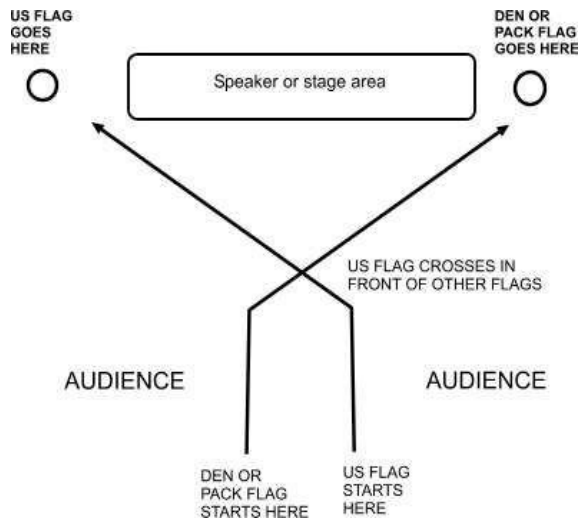 US FLAG
GOES
HERE
DEN OR
PACK FLAG
GOES HERE
Speaker or stage area
US FLAG CROSSES IN
FRONT OF OTHER FLAGS
AUDIENCE
AUDIENCE
DEN OR
PACK FLAG
STARTS HERE
US FLAG
STARTS
HERE